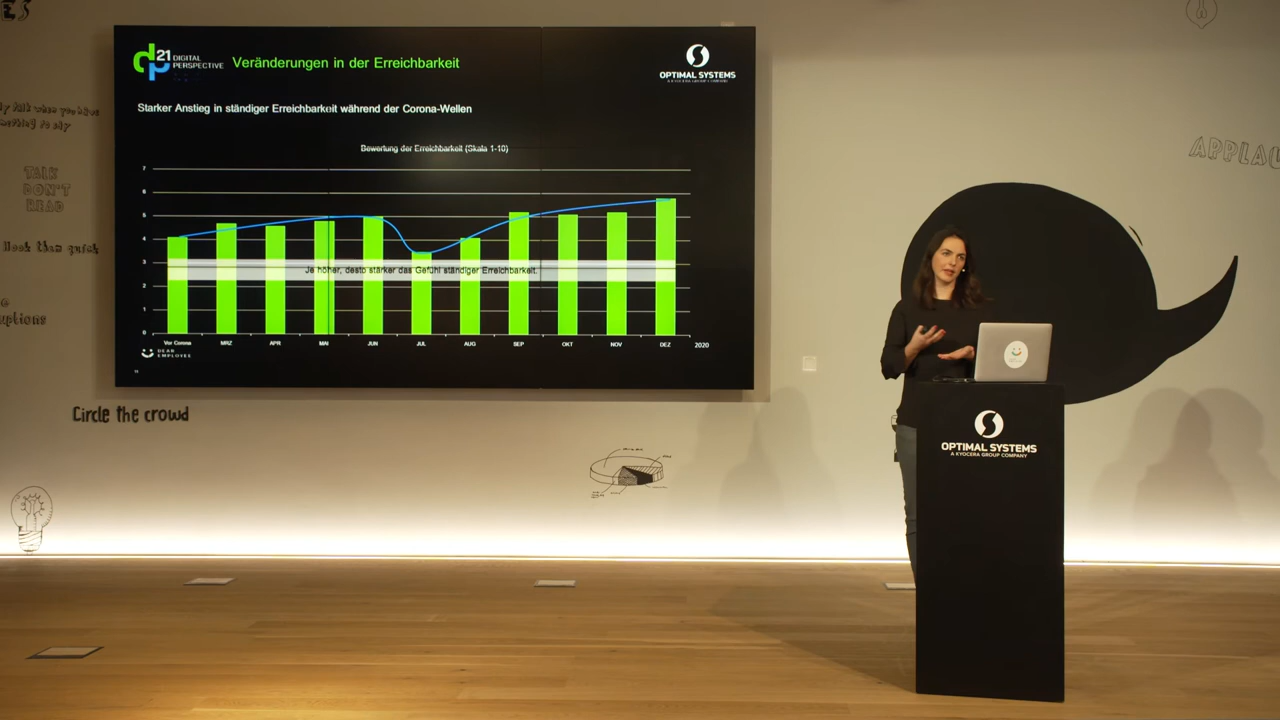 21 DIGITAL
PERSPECTIVE
Veränderungen in der Erreichbarkeit
OPTIMAL SYSTEMS
Starker Anstieg in ständiger Erreichbarkeit während der Corona-Wellen
Bewertung der Erreichbarkeit (Skala 1-10)
7
6
5
4
3
2
1
0
Je höher, desto stärker das Gefühl ständiger Erreichbarkeit.
Vor Corona MRZ APR MAI JUN JUL AUG SEP OKT NOV DEZ 2020
DEAR
EMPLOYEE
TALK
DON'T
READ
Circle the crowd
OPTIMAL SYSTEMS
A KYOCERA GROUP COMPANY